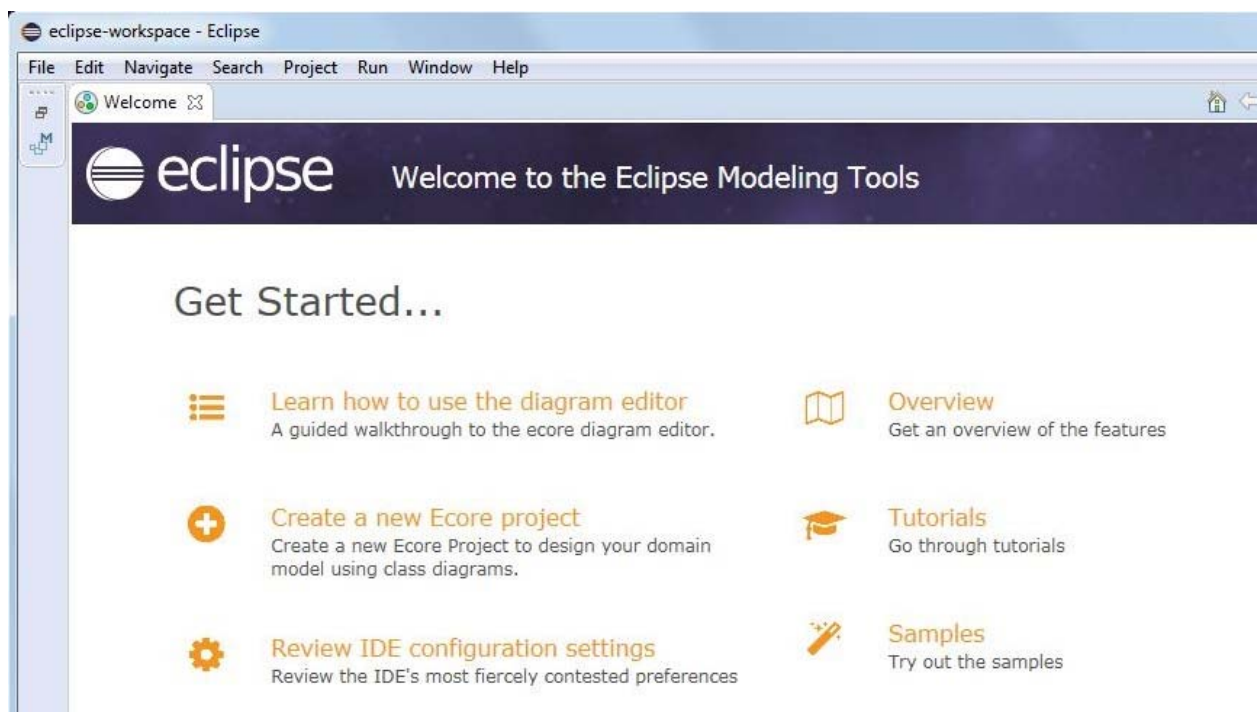 eclipse-workspace - Eclipse
File Edit Navigate Search Project Run Window Help
Welcome
M
eclipse Welcome to the Eclipse Modeling Tools
Get Started...
Learn how to use the diagram editor
A guided walkthrough to the ecore diagram editor.
Overview
Get an overview of the features
Create a new Ecore project
Create a new Ecore Project to design your domain
model using class diagrams.
Tutorials
Go through tutorials
Review IDE configuration settings
Review the IDE's most fiercely contested preferences
Samples
Try out the samples